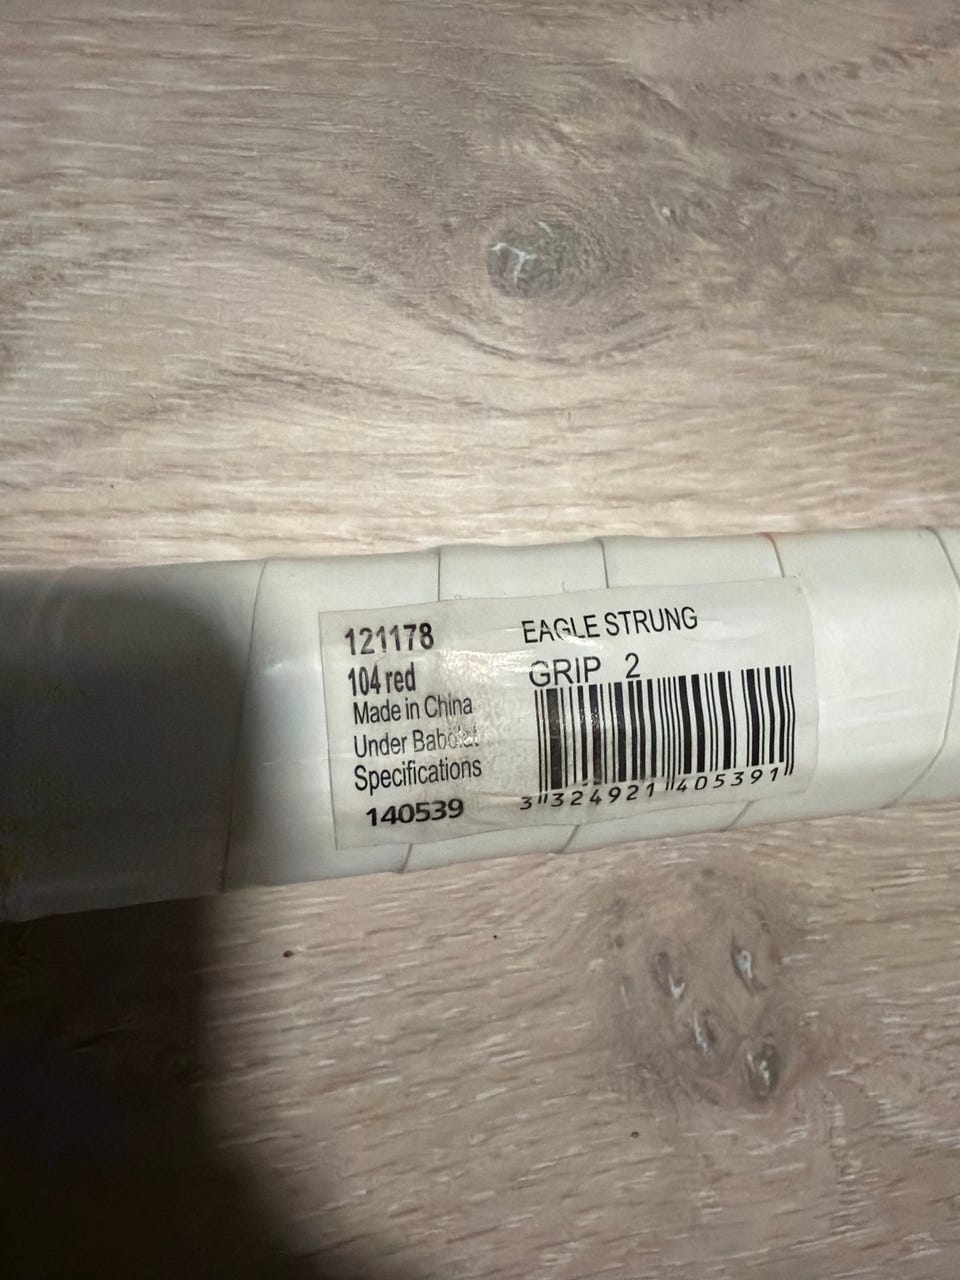 121178
104 red
Made in China
Under Babolat
Specifications
140539
EAGLE STRUNG
GRIP 2
3 324921 405391